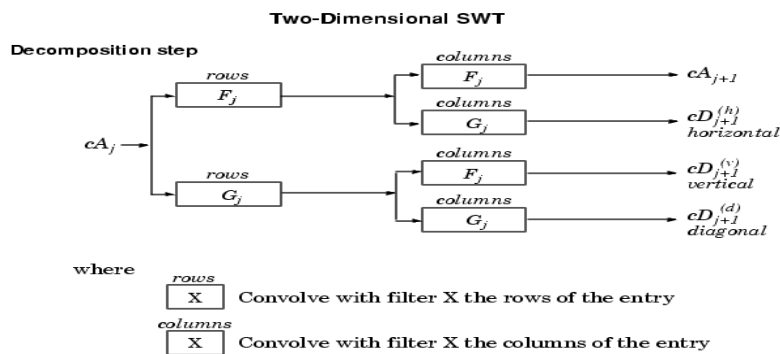 Two-Dimensional SWT
Decomposition step
rows
F_j
columns
F_j
cA_{j+1}
columns
G_j
cD_{j+1}^{(h)}
horizontal
cA_j
rows
G_j
columns
F_j
cD_{j+1}^{(v)}
vertical
columns
G_j
cD_{j+1}^{(d)}
diagonal
where
rows
X Convolve with filter X the rows of the entry
columns
X Convolve with filter X the columns of the entry